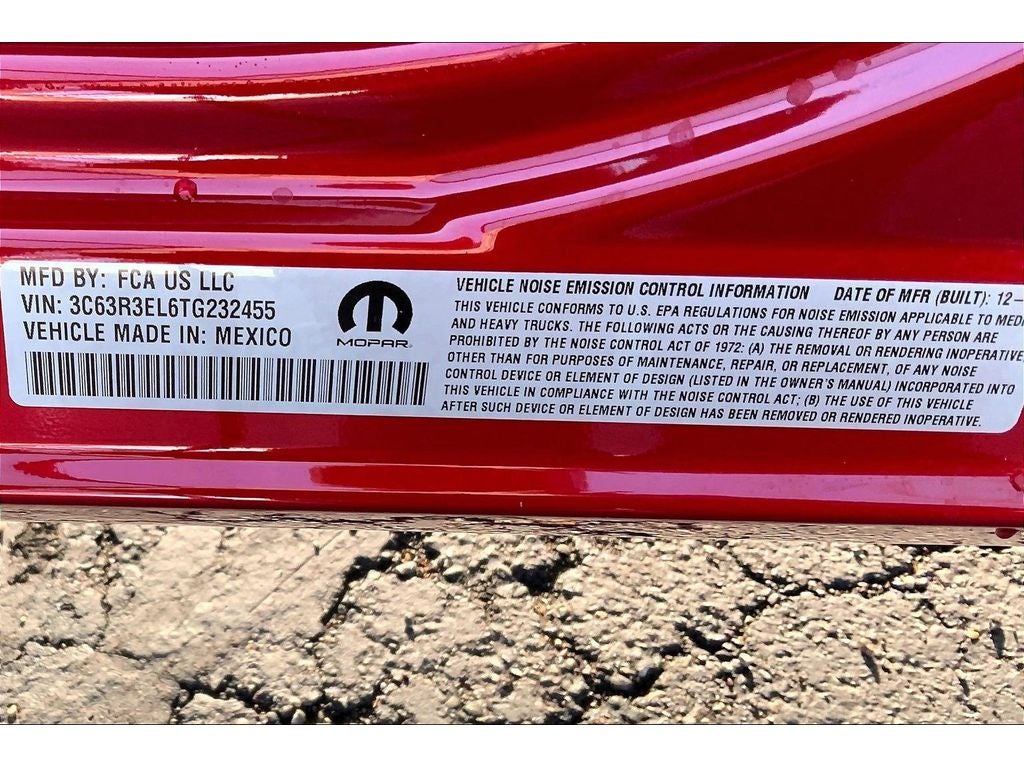 MFD BY: FCA US LLC
VIN: 3C63R3EL6TG232455
VEHICLE MADE IN: MEXICO
MOPAR
VEHICLE NOISE EMISSION CONTROL INFORMATION DATE OF MFR (BUILT): 12-
THIS VEHICLE CONFORMS TO U.S. EPA REGULATIONS FOR NOISE EMISSION APPLICABLE TO MEDI
AND HEAVY TRUCKS. THE FOLLOWING ACTS OR THE CAUSING THEREOF BY ANY PERSON ARE
PROHIBITED BY THE NOISE CONTROL ACT OF 1972: (A) THE REMOVAL OR RENDERING INOPERATIVE,
OTHER THAN FOR PURPOSES OF MAINTENANCE, REPAIR, OR REPLACEMENT, OF ANY NOISE
CONTROL DEVICE OR ELEMENT OF DESIGN (LISTED IN THE OWNER'S MANUAL) INCORPORATED INTO
THIS VEHICLE IN COMPLIANCE WITH THE NOISE CONTROL ACT; (B) THE USE OF THIS VEHICLE
AFTER SUCH DEVICE OR ELEMENT OF DESIGN HAS BEEN REMOVED OR RENDERED INOPERATIVE.